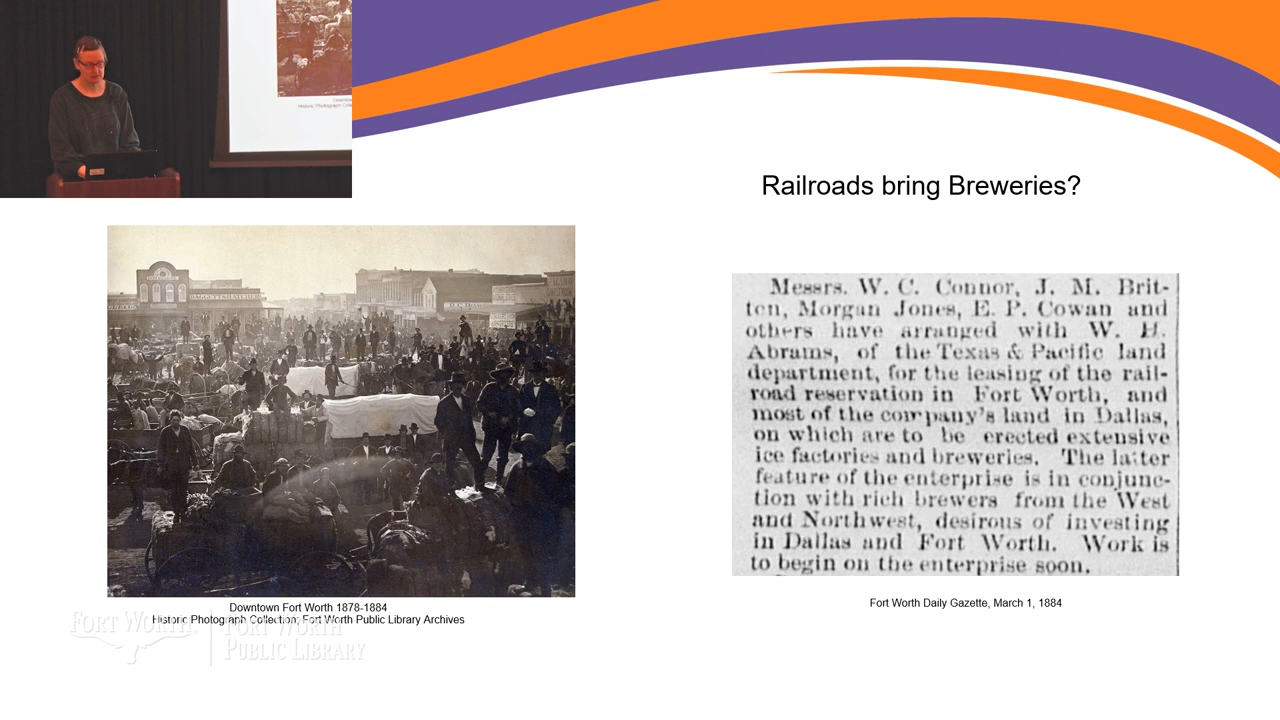 Railroads bring Breweries?
Messrs. W. C. Connor, J. M. Brit-
ton, Morgan Jones, E. P. Cowan and
others have arranged with W. H.
Abrams, of the Texas & Pacific land
department, for the leasing of the rail-
road reservation in Fort Worth, and
most of the company's land in Dallas,
on which are to be erected extensive
ice factories and breweries. The latter
feature of the enterprise is in conjunc-
tion with rich brewers from the West
and Northwest, desirous of investing
in Dallas and Fort Worth. Work is
to begin on the enterprise soon.
Fort Worth Daily Gazette, March 1, 1884
Downtown Fort Worth 1878-1884
Historic Photograph Collection; Fort Worth Public Library Archives
FORT WORTH.
FORT WORTH
PUBLIC LIBRARY